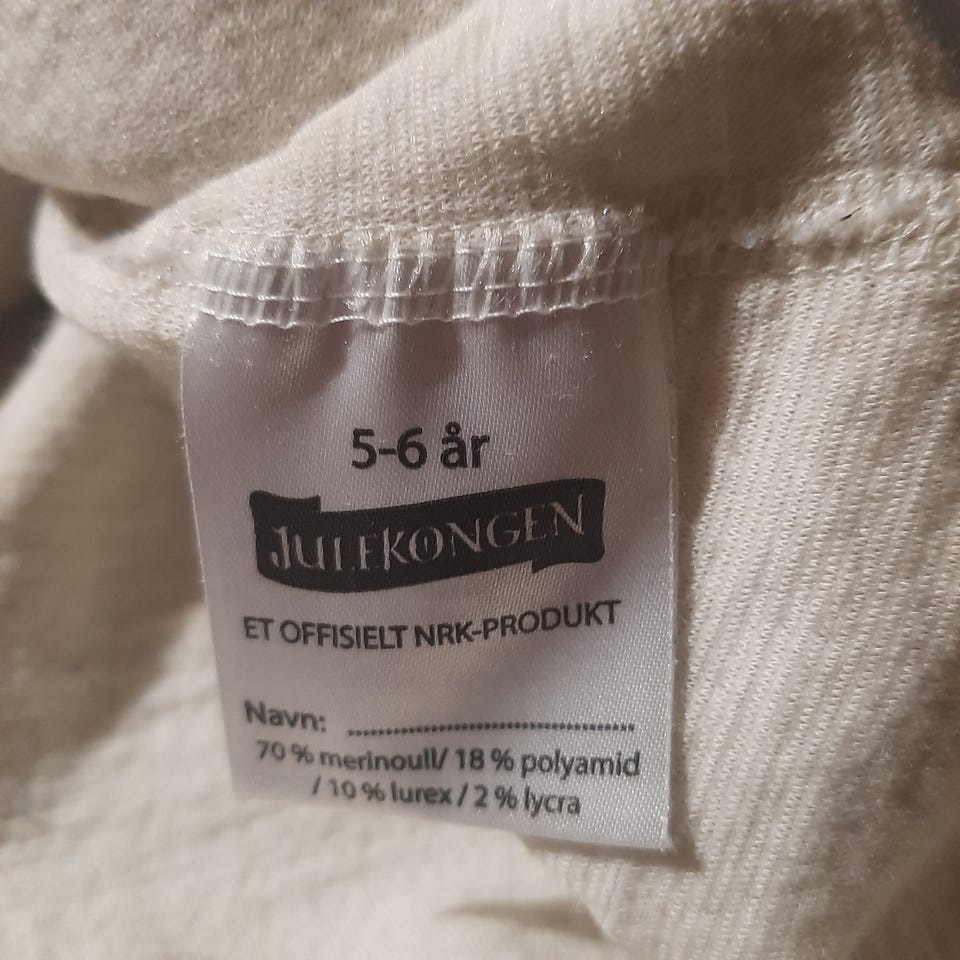 5-6 år
JULEKONGEN
ET OFFISIELT NRK-PRODUKT
Navn: ................................................
70 % merinoull/ 18 % polyamid
/ 10 % lurex / 2 % lycra